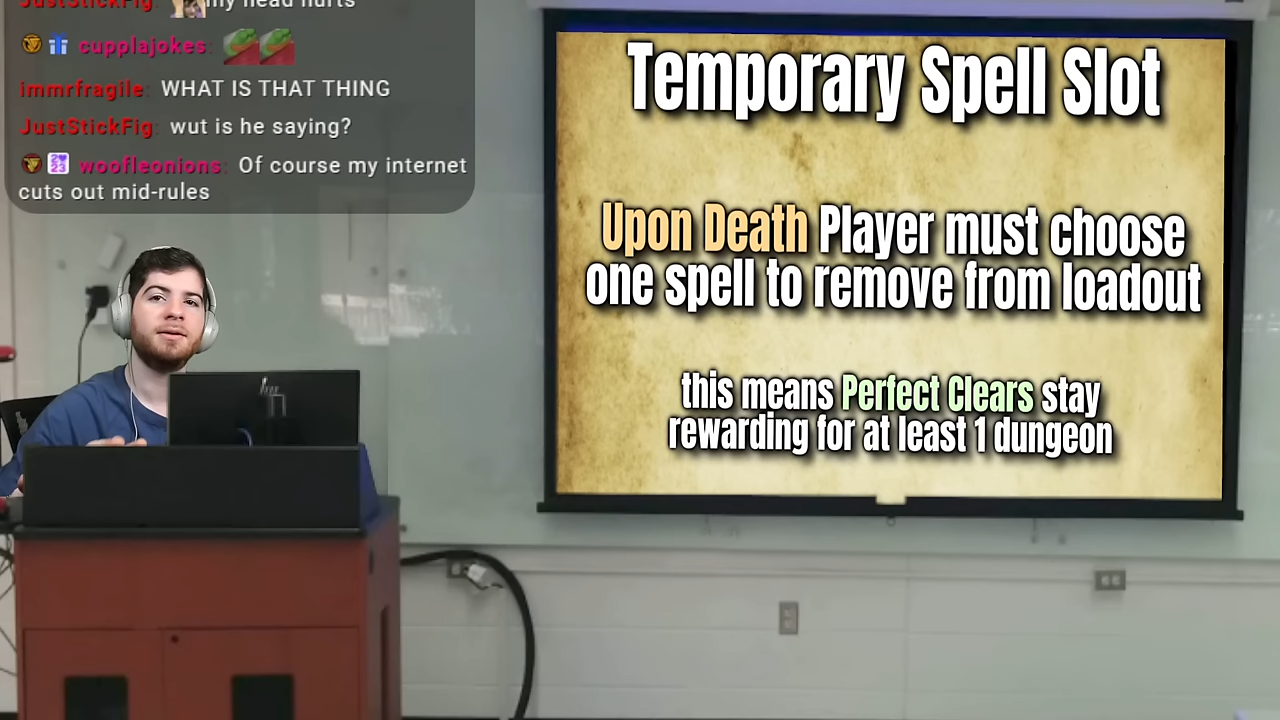 JustStickFig: my head hurts
cupplajokes:
immrfragile: WHAT IS THAT THING
JustStickFig: wut is he saying?
woofleonions: Of course my internet
cuts out mid-rules
Temporary Spell Slot
Upon Death Player must choose
one spell to remove from loadout
this means Perfect Clears stay
rewarding for at least 1 dungeon